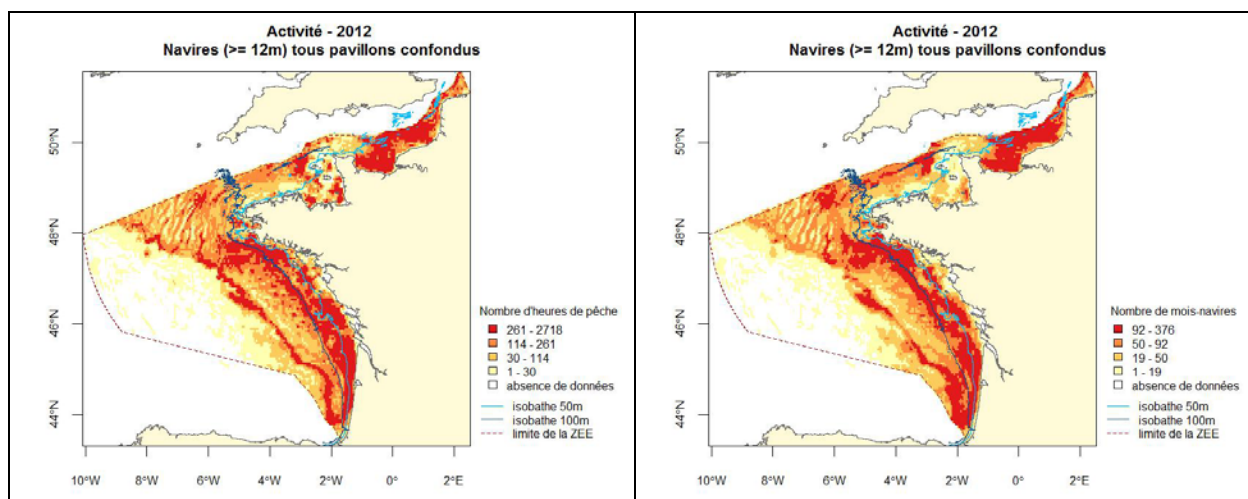 Activité - 2012
Navires (>= 12m) tous pavillons confondus
50°N
48°N
46°N
44°N
10°W 8°W 6°W 4°W 2°W 0° 2°E
Nombre d'heures de pêche
261 - 2718
114 - 261
30 - 114
1 - 30
absence de données
isobathe 50m
isobathe 100m
limite de la ZEE
Activité - 2012
Navires (>= 12m) tous pavillons confondus
50°N
48°N
46°N
44°N
10°W 8°W 6°W 4°W 2°W 0° 2°E
Nombre de mois-navires
92 - 376
50 - 92
19 - 50
1 - 19
absence de données
isobathe 50m
isobathe 100m
limite de la ZEE